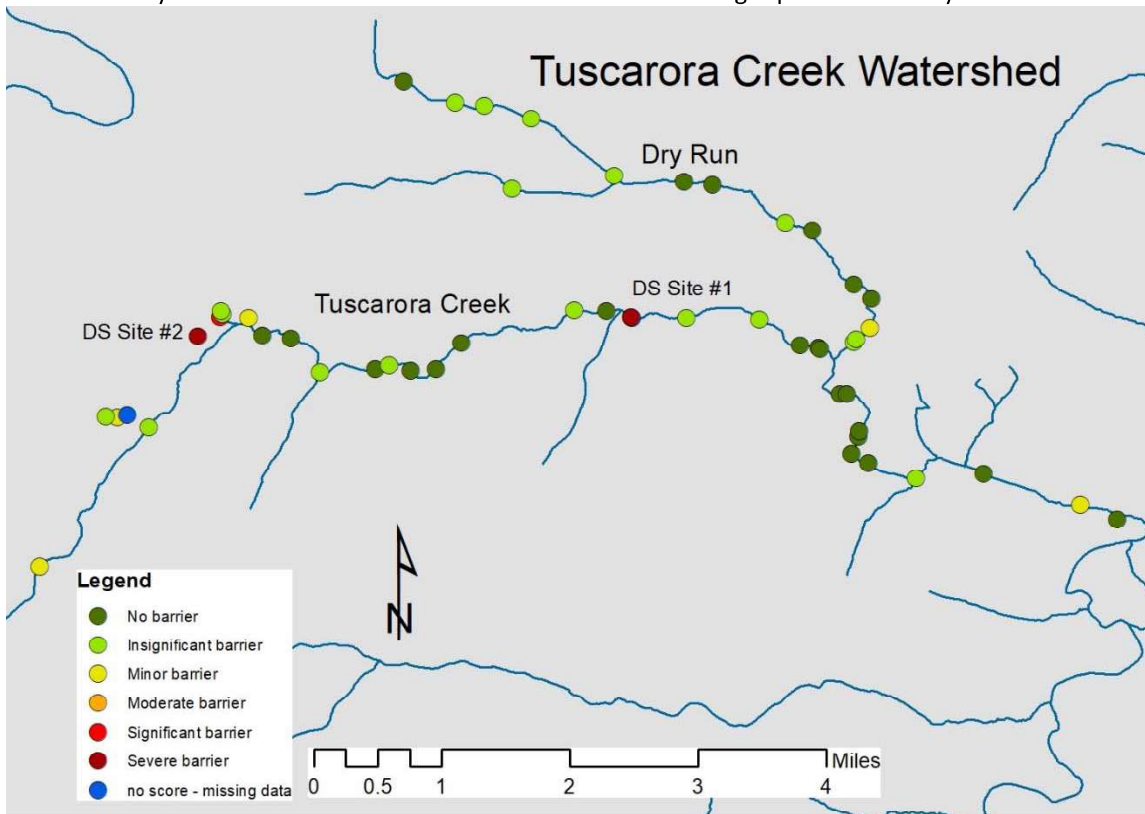 Tuscarora Creek Watershed
Dry Run
Tuscarora Creek
DS Site #1
DS Site #2
N
Legend
No barrier
Insignificant barrier
Minor barrier
Moderate barrier
Significant barrier
Severe barrier
no score - missing data
Miles
0 0.5 1 2 3 4